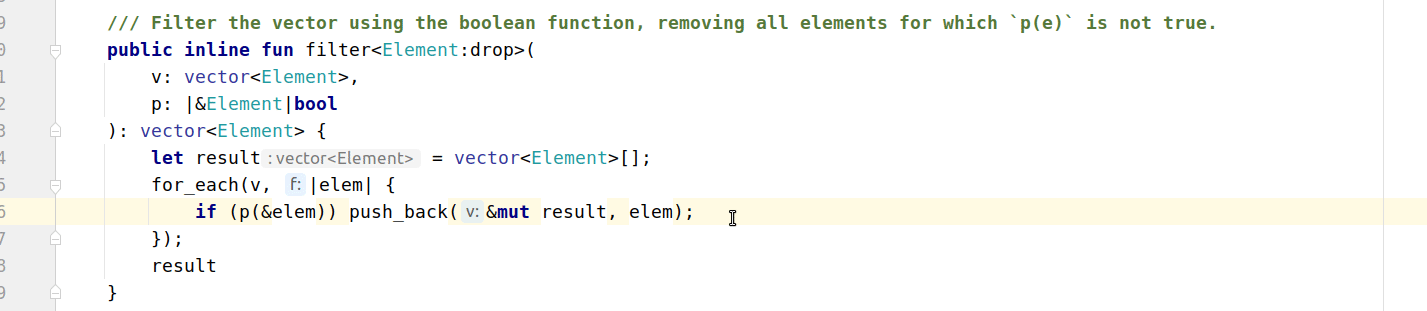 9 /// Filter the vector using the boolean function, removing all elements for which `p(e)` is not true.
0 public inline fun filter<Element:drop>(
1 v: vector<Element>,
2 p: |&Element|bool
3 ): vector<Element> {
4 let result : vector<Element> = vector<Element>[];
5 for_each(v, f: |elem| {
6 if (p(&elem)) push_back( v: &mut result, elem);
7 });
8 result
9 }